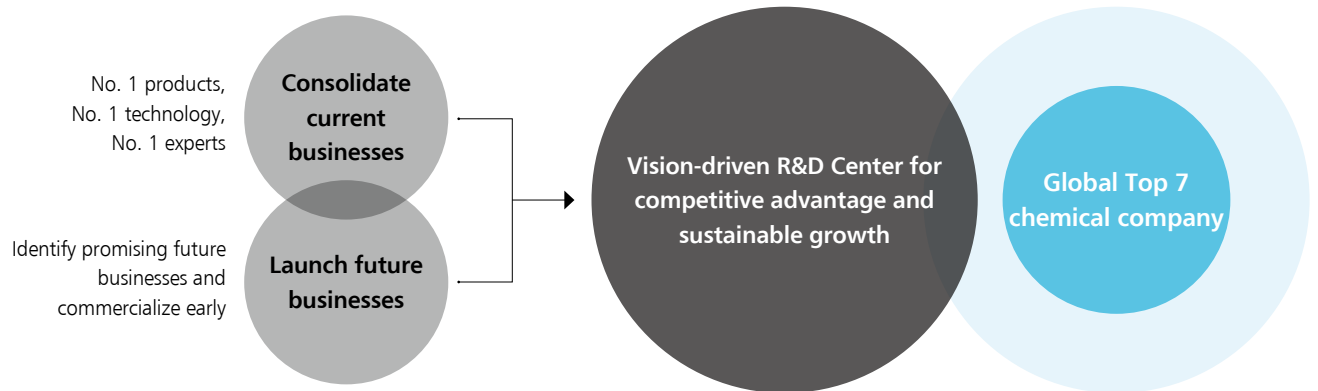 No. 1 products,
No. 1 technology,
No. 1 experts
Consolidate
current
businesses
Identify promising future
businesses and
commercialize early
Launch future
businesses
Vision-driven R&D Center for
competitive advantage and
sustainable growth
Global Top 7
chemical company